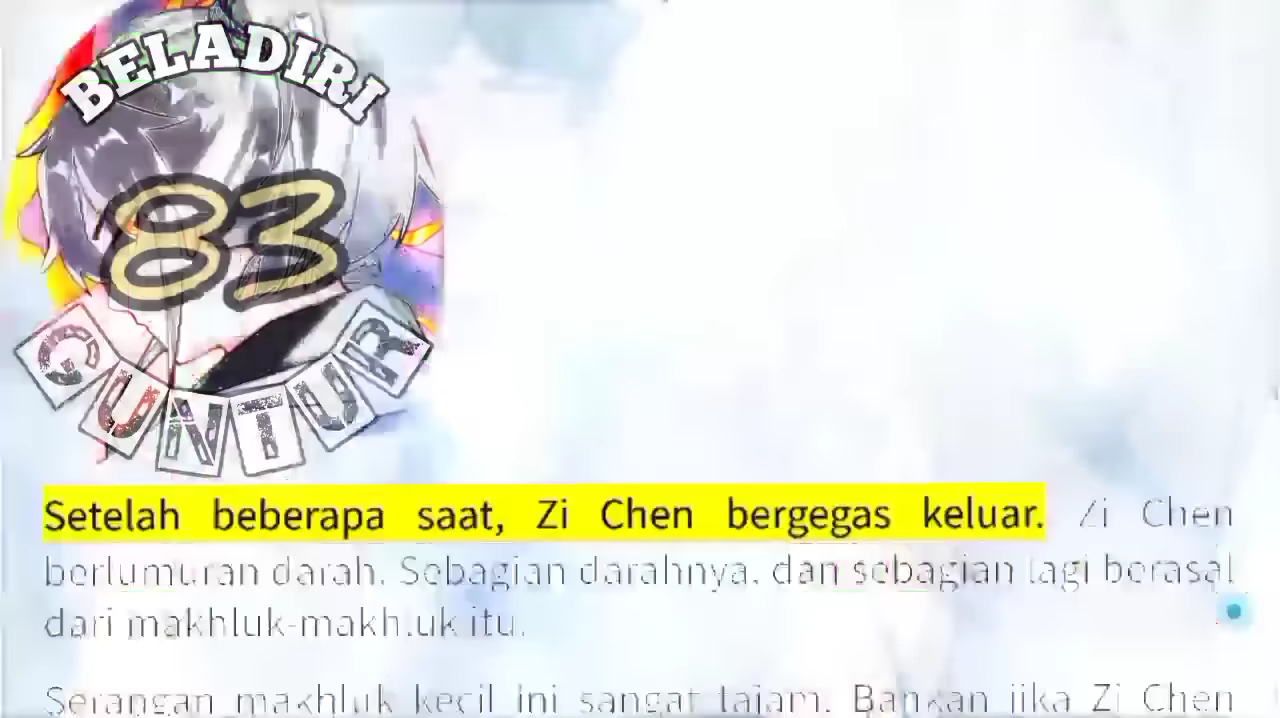 BELADIRI
83
GUNTUR
Setelah beberapa saat, Zi Chen bergegas keluar. Zi Chen
berlumuran darah. Sebagian darahnya, dan sebagian lagi berasal
dari makhluk-makhluk itu.
Serangan makhluk kecil ini sangat tajam. Bahkan jika Zi Chen